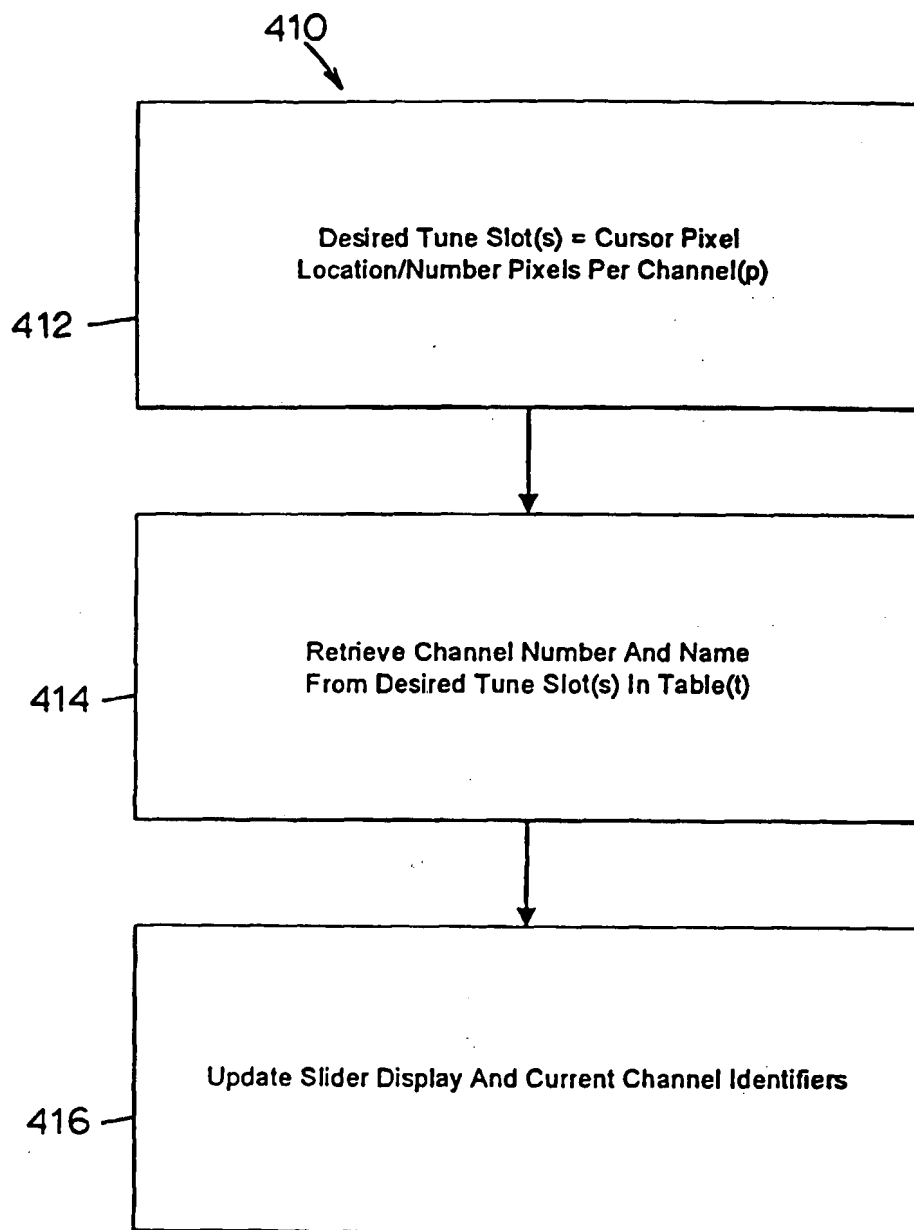 410
Desired Tune Slot(s) = Cursor Pixel
Location/Number Pixels Per Channel(p)
412
Retrieve Channel Number And Name
From Desired Tune Slot(s) In Table(t)
414
Update Slider Display And Current Channel Identifiers
416